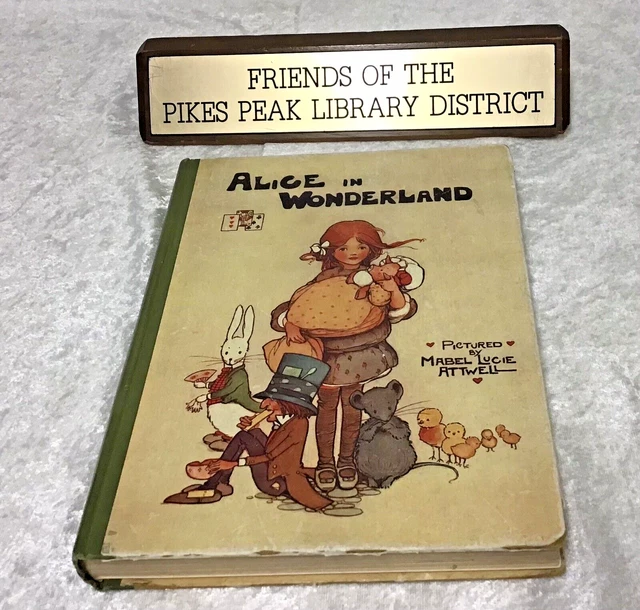 FRIENDS OF THE
PIKES PEAK LIBRARY DISTRICT
ALICE IN
WONDERLAND
PICTURED
BY
MABEL LUCIE
ATTWELL